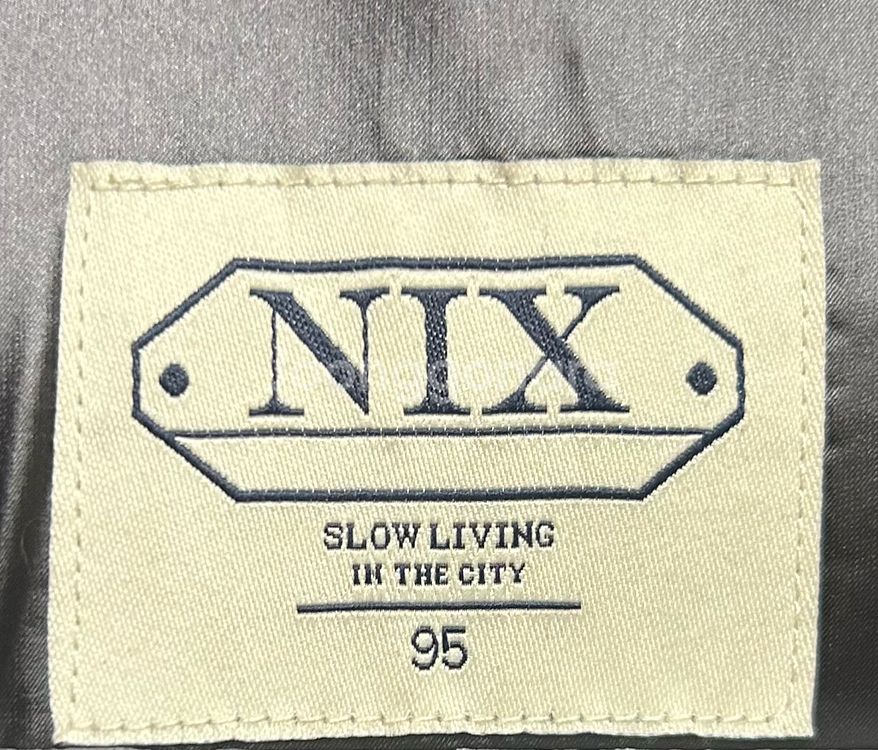 NIX
SLOW LIVING
IN THE CITY
95